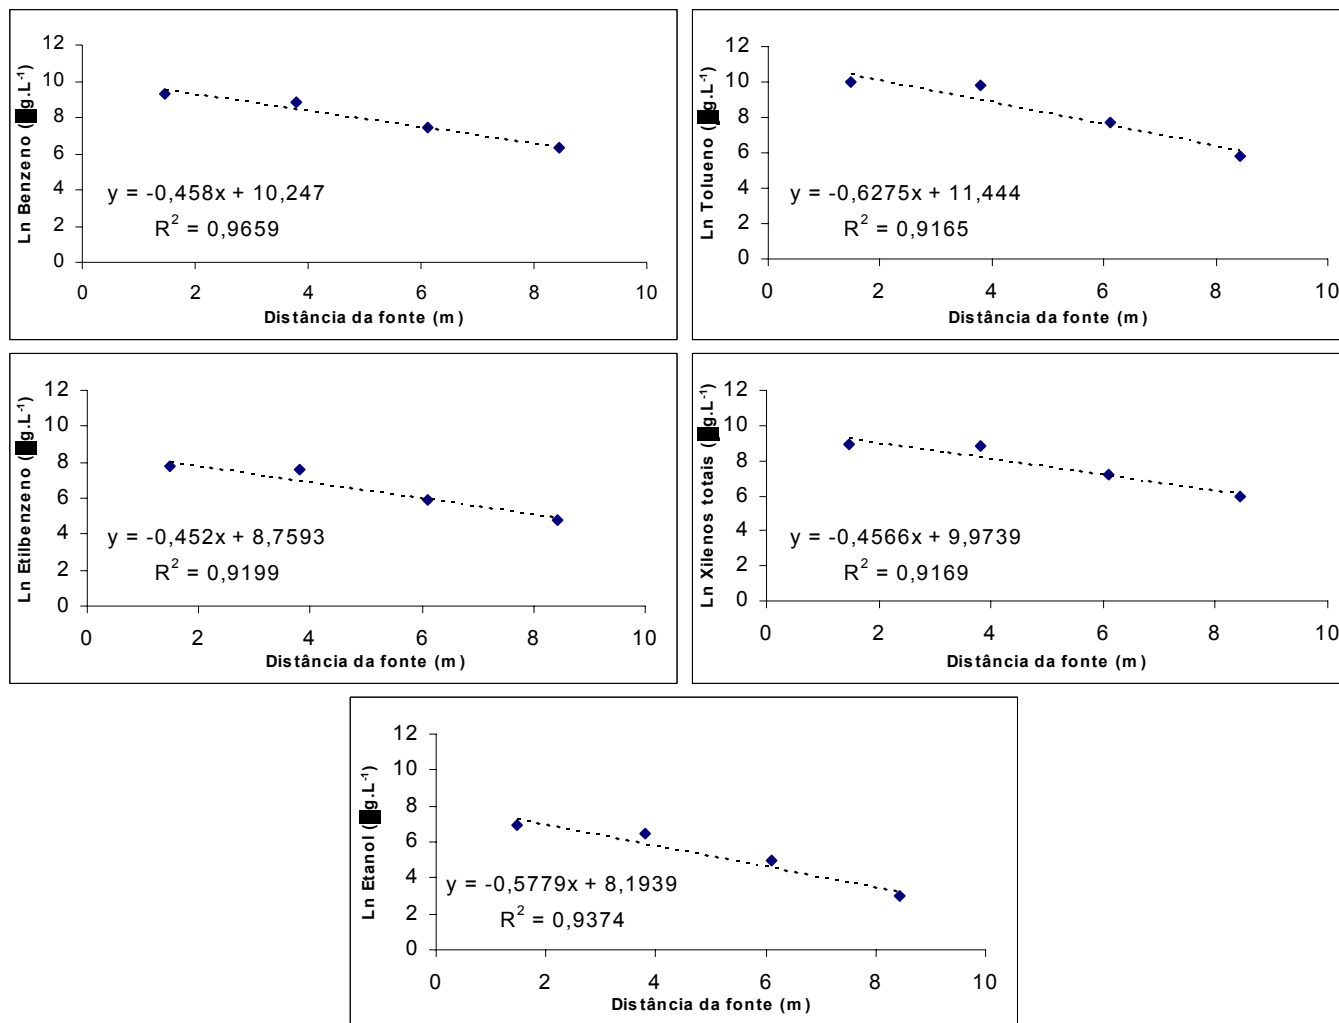 Ln Benzeno (█g.L⁻¹)
12
10
8
6
4
2
0
y = -0,458x + 10,247
R² = 0,9659
0 2 4 6 8 10
Distância da fonte (m)
Ln Tolueno (█g.L⁻¹)
12
10
8
6
4
2
0
y = -0,6275x + 11,444
R² = 0,9165
0 2 4 6 8 10
Distância da fonte (m)
Ln Etilbenzeno (█g.L⁻¹)
12
10
8
6
4
2
0
y = -0,452x + 8,7593
R² = 0,9199
0 2 4 6 8 10
Distância da fonte (m)
Ln Xilenos totais (█g.L⁻¹)
12
10
8
6
4
2
0
y = -0,4566x + 9,9739
R² = 0,9169
0 2 4 6 8 10
Distância da fonte (m)
Ln Etanol (█g.L⁻¹)
12
10
8
6
4
2
0
y = -0,5779x + 8,1939
R² = 0,9374
0 2 4 6 8 10
Distância da fonte (m)